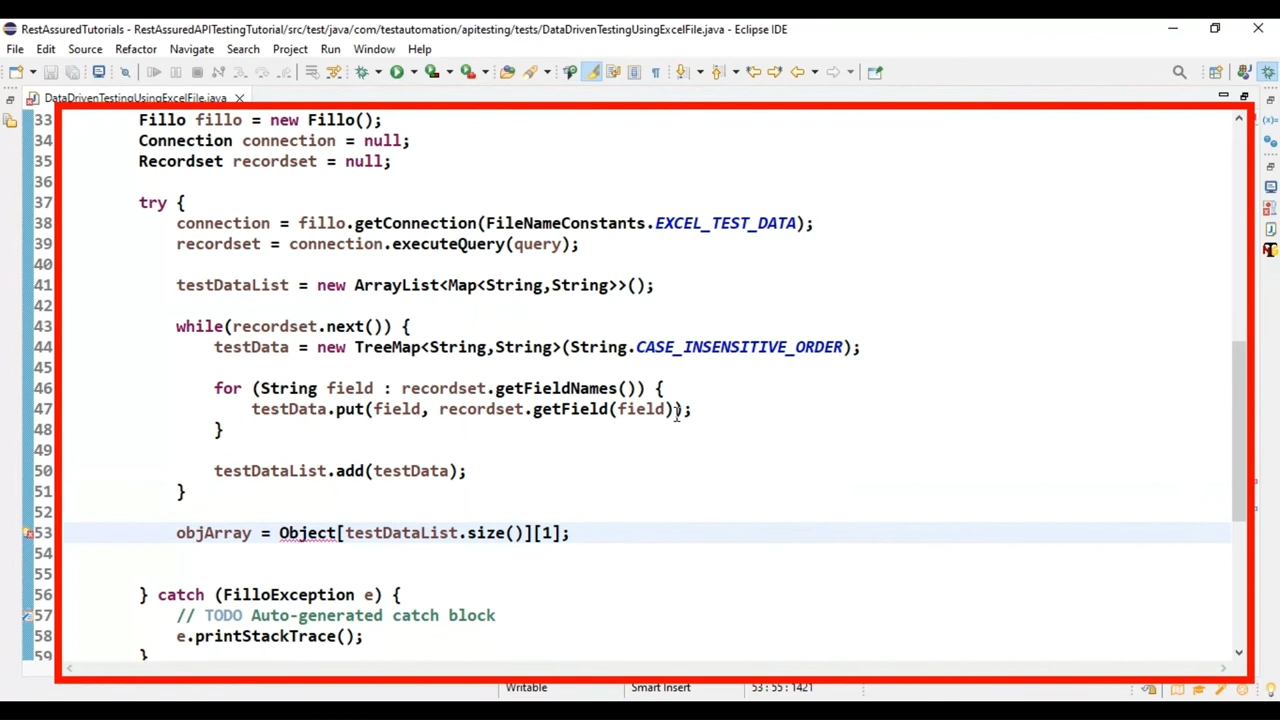 RestAssuredTutorials - RestAssuredAPITestingTutorial/src/test/java/com/testautomation/apitesting/tests/DataDrivenTestingUsingExcelFile.java - Eclipse IDE
File Edit Source Refactor Navigate Search Project Run Window Help
DataDrivenTestingUsingExcelFile.java
33 Fillo fillo = new Fillo();
34 Connection connection = null;
35 Recordset recordset = null;
36
37 try {
38 connection = fillo.getConnection(FileNameConstants.EXCEL_TEST_DATA);
39 recordset = connection.executeQuery(query);
40
41 testDataList = new ArrayList<Map<String,String>>();
42
43 while(recordset.next()) {
44 testData = new TreeMap<String,String>(String.CASE_INSENSITIVE_ORDER);
45
46 for (String field : recordset.getFieldNames()) {
47 testData.put(field, recordset.getField(field));
48 }
49
50 testDataList.add(testData);
51 }
52
53 objArray = Object[testDataList.size()][1];
54
55
56 } catch (FilloException e) {
57 // TODO Auto-generated catch block
58 e.printStackTrace();
59 }
Writable Smart Insert 53 : 55 : 1421